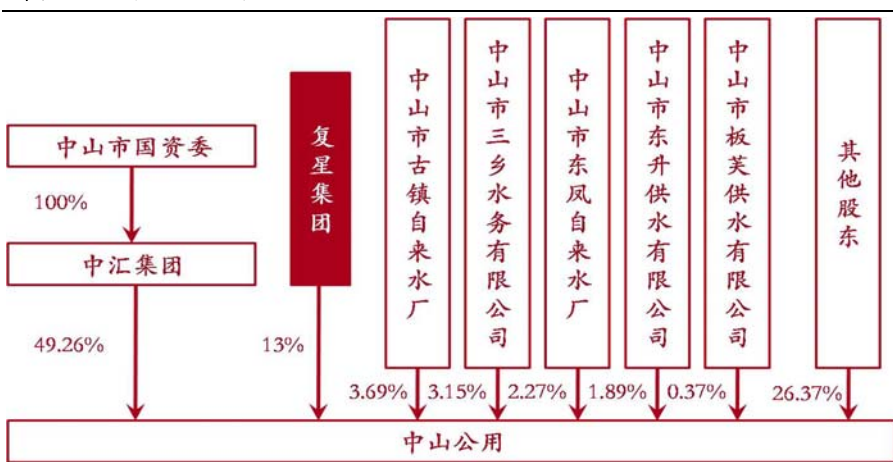 中山市国资委
100%
中汇集团
49.26%
复星集团
13%
中山市古镇自来水厂
3.69%
中山市三乡水务有限公司
3.15%
中山市东凤自来水厂
2.27%
中山市东升供水有限公司
1.89%
中山市板芙供水有限公司
0.37%
其他股东
26.37%
中山公用